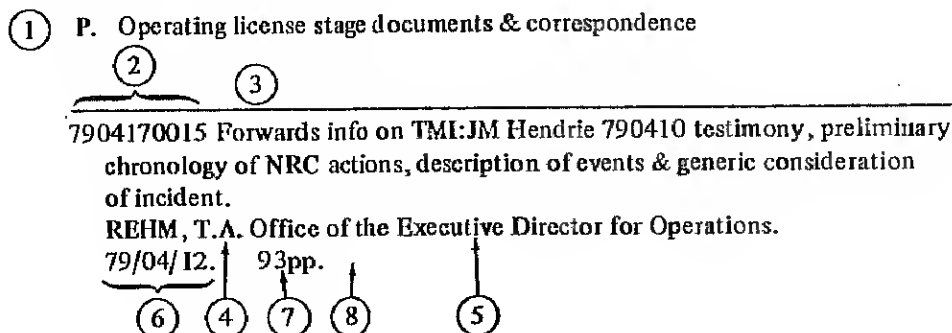 ① P. Operating license stage documents & correspondence
② ③
7904170015 Forwards info on TMI:JM Hendrie 790410 testimony, preliminary
chronology of NRC actions, description of events & generic consideration
of incident.
REHM, T.A. Office of the Executive Director for Operations.
79/04/12. 93pp.
⑥ ④ ⑦ ⑧ ⑤